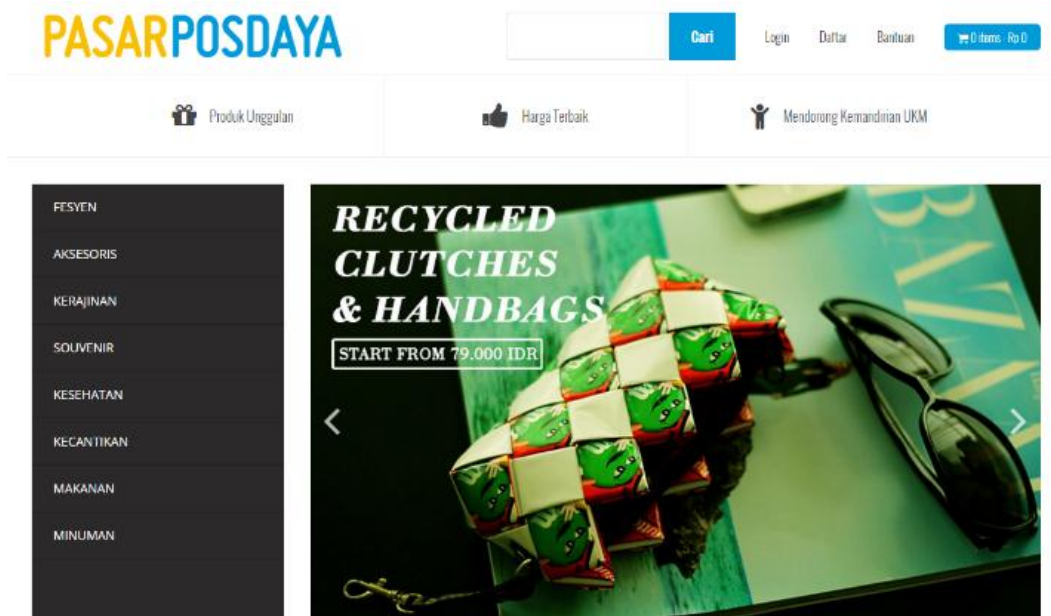 PASARPOSDAYA
Cari
Login
Daftar
Bantuan
0 items - Rp 0
Produk Unggulan
Harga Terbaik
Mendorong Kemandirian UKM
FESYEN
AKSESORIS
KERAJINAN
SOUVENIR
KESEHATAN
KECANTIKAN
MAKANAN
MINUMAN
RECYCLED
CLUTCHES
& HANDBAGS
START FROM 79.000 IDR
BAZAAR